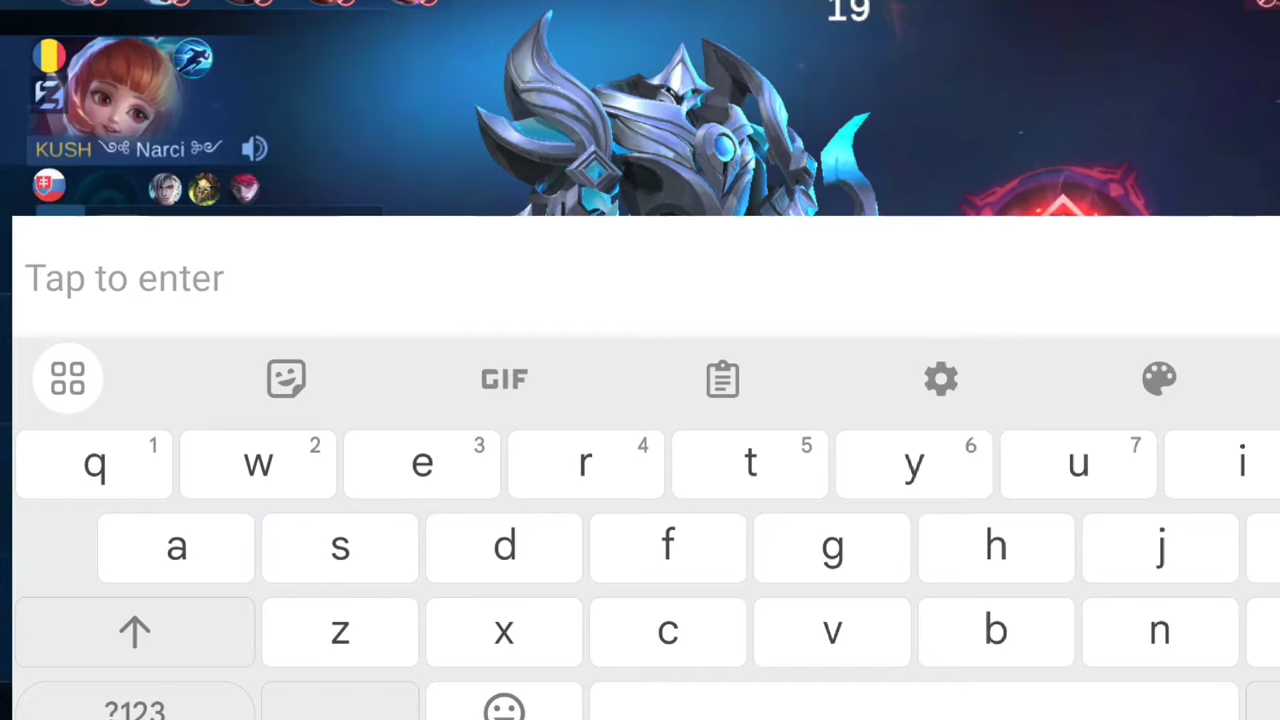 19
KUSH Narci
Tap to enter
GIF
q 1 w 2 e 3 r 4 t 5 y 6 u 7 i
a s d f g h j
z x c v b n
?123